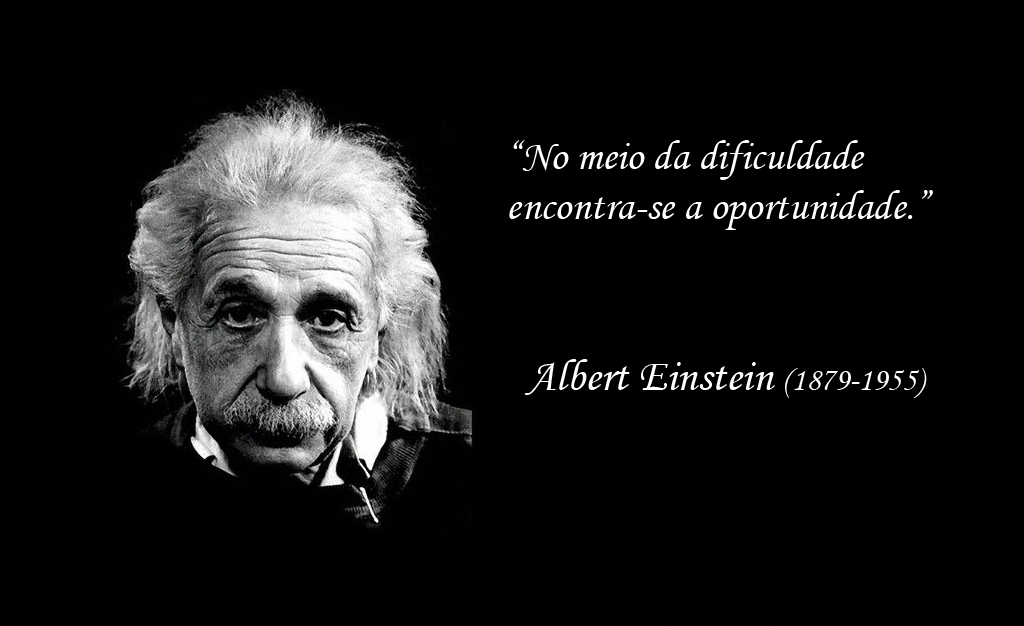 “No meio da dificuldade
encontra-se a oportunidade.”
Albert Einstein (1879-1955)